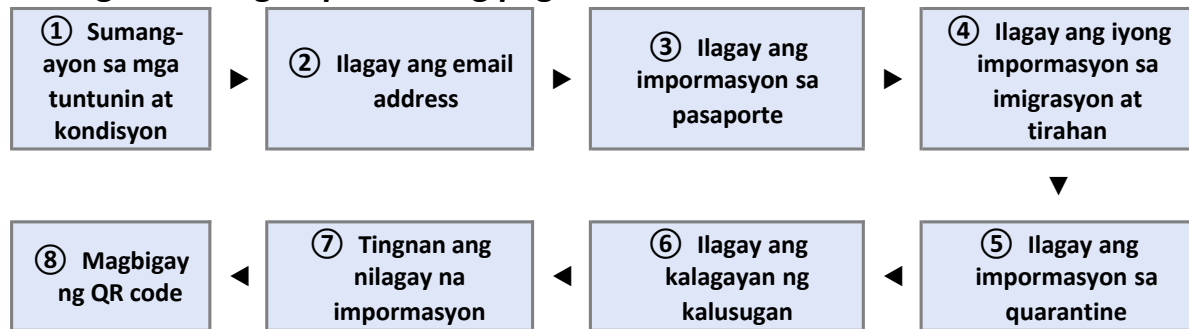 ① Sumang-
ayon sa mga
tuntunin at
kondisyon
▶
② Ilagay ang email
address
▶
③ Ilagay ang
impormasyon sa
pasaporte
▶
④ Ilagay ang iyong
impormasyon sa
imigrasyon at
tirahan
▼
⑤ Ilagay ang
impormasyon sa
quarantine
◀
⑥ Ilagay ang
kalagayan ng
kalusugan
◀
⑦ Tingnan ang
nilagay na
impormasyon
◀
⑧ Magbigay
ng QR code